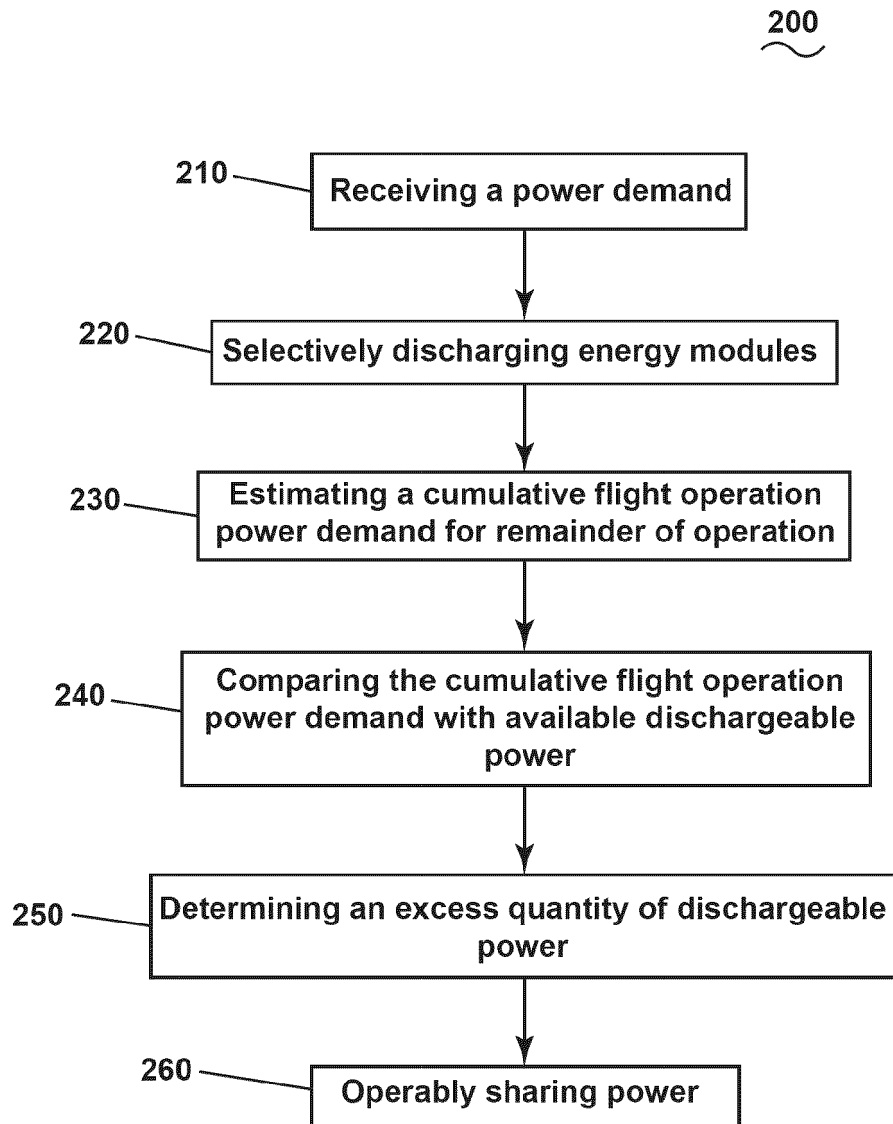 200
210
Receiving a power demand
220
Selectively discharging energy modules
230
Estimating a cumulative flight operation
power demand for remainder of operation
240
Comparing the cumulative flight operation
power demand with available dischargeable
power
250
Determining an excess quantity of dischargeable
power
260
Operably sharing power